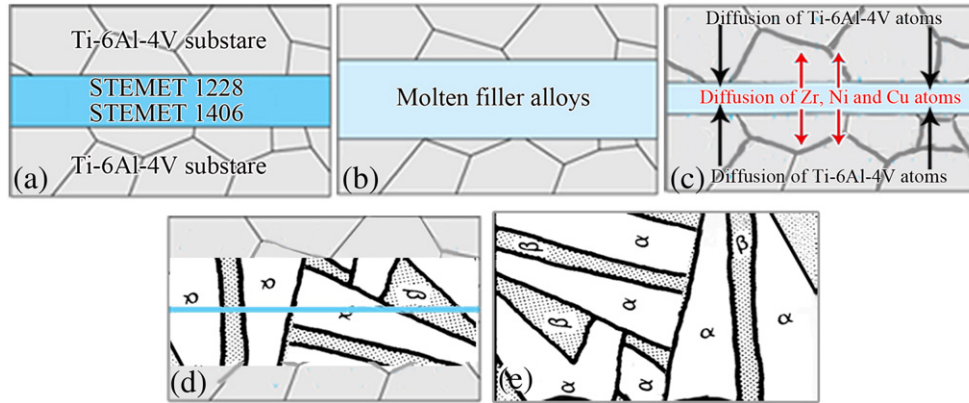 Ti-6Al-4V substare
STEMET 1228
STEMET 1406
Ti-6Al-4V substare
(a)
Molten filler alloys
(b)
Diffusion of Ti-6Al-4V atoms
Diffusion of Zr, Ni and Cu atoms
Diffusion of Ti-6Al-4V atoms
(c)
α
α
α
β
(d)
β
α
β
α
β
α
α
α
α
(e)